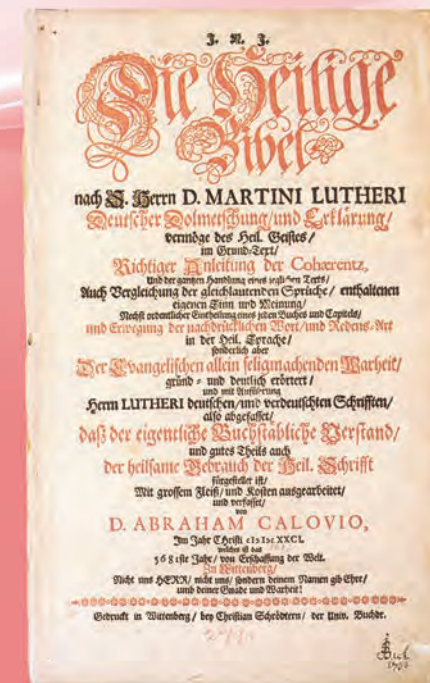 J. N. J.
Die Heilige
Bibel
nach S. Herrn D. MARTINI LUTHERI
Deutscher Dolmetschung/und Erklärung/
vermöge des Heil. Geistes/
im Grund-Text/
Richtiger Anleitung der Cohærentz,
Und der gantzen Handlung eines jeglichen Texts/
Auch Vergleichung der gleichlautenden Sprüche/ enthaltenen
eigenen Sinn und Meinung/
Nechst ordentlicher Eintheilung eines jeden Buches und Capitels/
und Erwegung der nachdrücklichen Wort/und Redens-Art
in der Heil. Sprache/
sonderlich aber
Der Evangelischen allein seligmachenden Warheit/
gründ- und deutlich erörtert/
und mit Anführung
Herrn LUTHERI deutschen/und verdeutschten Schrifften/
also abgefasset/
daß der eigentliche Buchstäbliche Verstand/
und gutes Theils auch
der heilsame Gebrauch der Heil. Schrifft
fürgestellet ist/
Mit grossem Fleiß/ und Kosten ausgearbeitet/
und verfasset/
von
D. ABRAHAM CALOVIO,
Im Jahr Christi cIↃIↃc XXCI.
welches ist das
5681ste Jahr/ von Erschaffung der Welt.
Zu Wittenberg/
Nicht uns HERR/ nicht uns/ sondern deinem Namen gib Ehre/
umb deiner Gnade und Warheit!
Gedruckt in Wittenberg/ bey Christian Schrödtern/ der Univ. Buchdr.